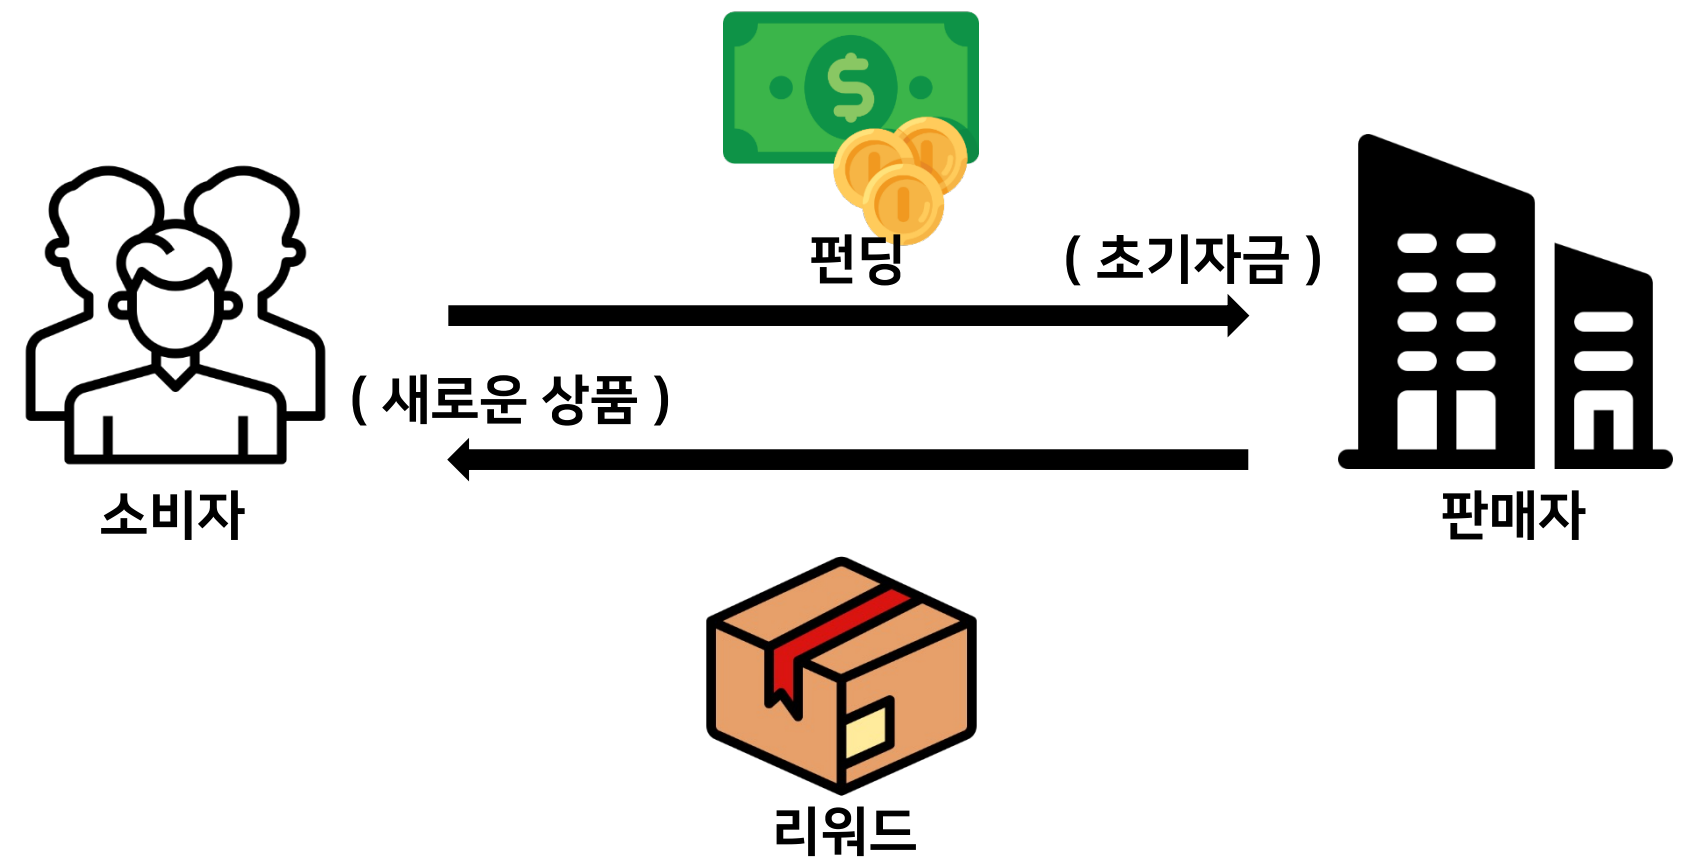 펀딩
( 초기자금 )
( 새로운 상품 )
소비자
판매자
리워드